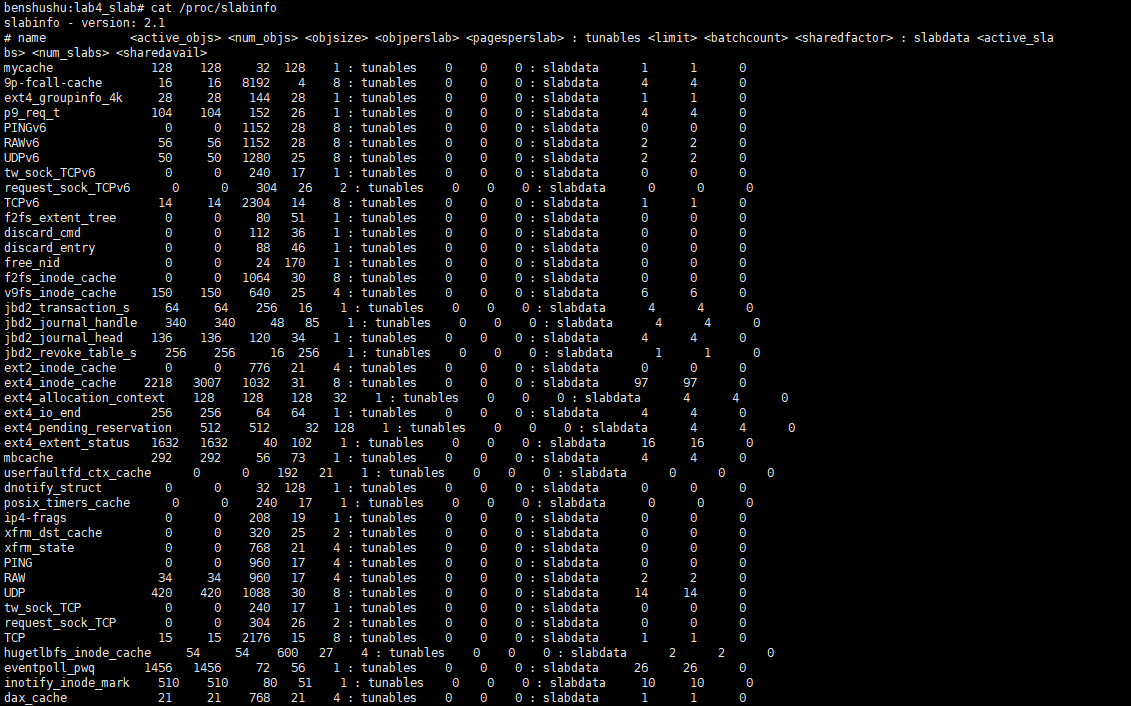 benshushu:lab4_slab# cat /proc/slabinfo
slabinfo - version: 2.1
# name            <active_objs> <num_objs> <objsize> <objperslab> <pagesperslab> : tunables <limit> <batchcount> <sharedfactor> : slabdata <active_sla
bs> <num_slabs> <sharedavail>
mycache              128    128     32  128    1 : tunables    0    0    0 : slabdata      1      1      0
9p-fcall-cache        16     16   8192    4    8 : tunables    0    0    0 : slabdata      4      4      0
ext4_groupinfo_4k     28     28    144   28    1 : tunables    0    0    0 : slabdata      1      1      0
p9_req_t             104    104    152   26    1 : tunables    0    0    0 : slabdata      4      4      0
PINGv6                 0      0   1152   28    8 : tunables    0    0    0 : slabdata      0      0      0
RAWv6                 56     56   1152   28    8 : tunables    0    0    0 : slabdata      2      2      0
UDPv6                 50     50   1280   25    8 : tunables    0    0    0 : slabdata      2      2      0
tw_sock_TCPv6          0      0    240   17    1 : tunables    0    0    0 : slabdata      0      0      0
request_sock_TCPv6      0      0    304   26    2 : tunables    0    0    0 : slabdata      0      0      0
TCPv6                 14     14   2304   14    8 : tunables    0    0    0 : slabdata      1      1      0
f2fs_extent_tree       0      0     80   51    1 : tunables    0    0    0 : slabdata      0      0      0
discard_cmd            0      0    112   36    1 : tunables    0    0    0 : slabdata      0      0      0
discard_entry          0      0     88   46    1 : tunables    0    0    0 : slabdata      0      0      0
free_nid               0      0     24  170    1 : tunables    0    0    0 : slabdata      0      0      0
f2fs_inode_cache       0      0   1064   30    8 : tunables    0    0    0 : slabdata      0      0      0
v9fs_inode_cache     150    150    640   25    4 : tunables    0    0    0 : slabdata      6      6      0
jbd2_transaction_s     64     64    256   16    1 : tunables    0    0    0 : slabdata      4      4      0
jbd2_journal_handle    340    340     48   85    1 : tunables    0    0    0 : slabdata      4      4      0
jbd2_journal_head    136    136    120   34    1 : tunables    0    0    0 : slabdata      4      4      0
jbd2_revoke_table_s    256    256     16  256    1 : tunables    0    0    0 : slabdata      1      1      0
ext2_inode_cache       0      0    776   21    4 : tunables    0    0    0 : slabdata      0      0      0
ext4_inode_cache    2218   3007   1032   31    8 : tunables    0    0    0 : slabdata     97     97      0
ext4_allocation_context    128    128    128   32    1 : tunables    0    0    0 : slabdata      4      4      0
ext4_io_end          256    256     64   64    1 : tunables    0    0    0 : slabdata      4      4      0
ext4_pending_reservation    512    512     32  128    1 : tunables    0    0    0 : slabdata      4      4      0
ext4_extent_status   1632   1632     40  102    1 : tunables    0    0    0 : slabdata     16     16      0
mbcache              292    292     56   73    1 : tunables    0    0    0 : slabdata      4      4      0
userfaultfd_ctx_cache      0      0    192   21    1 : tunables    0    0    0 : slabdata      0      0      0
dnotify_struct         0      0     32  128    1 : tunables    0    0    0 : slabdata      0      0      0
posix_timers_cache      0      0    240   17    1 : tunables    0    0    0 : slabdata      0      0      0
ip4-frags              0      0    208   19    1 : tunables    0    0    0 : slabdata      0      0      0
xfrm_dst_cache         0      0    320   25    2 : tunables    0    0    0 : slabdata      0      0      0
xfrm_state             0      0    768   21    4 : tunables    0    0    0 : slabdata      0      0      0
PING                   0      0    960   17    4 : tunables    0    0    0 : slabdata      0      0      0
RAW                   34     34    960   17    4 : tunables    0    0    0 : slabdata      2      2      0
UDP                  420    420   1088   30    8 : tunables    0    0    0 : slabdata     14     14      0
tw_sock_TCP            0      0    240   17    1 : tunables    0    0    0 : slabdata      0      0      0
request_sock_TCP       0      0    304   26    2 : tunables    0    0    0 : slabdata      0      0      0
TCP                   15     15   2176   15    8 : tunables    0    0    0 : slabdata      1      1      0
hugetlbfs_inode_cache     54     54    600   27    4 : tunables    0    0    0 : slabdata      2      2      0
eventpoll_pwq       1456   1456     72   56    1 : tunables    0    0    0 : slabdata     26     26      0
inotify_inode_mark    510    510     80   51    1 : tunables    0    0    0 : slabdata     10     10      0
dax_cache             21     21    768   21    4 : tunables    0    0    0 : slabdata      1      1      0